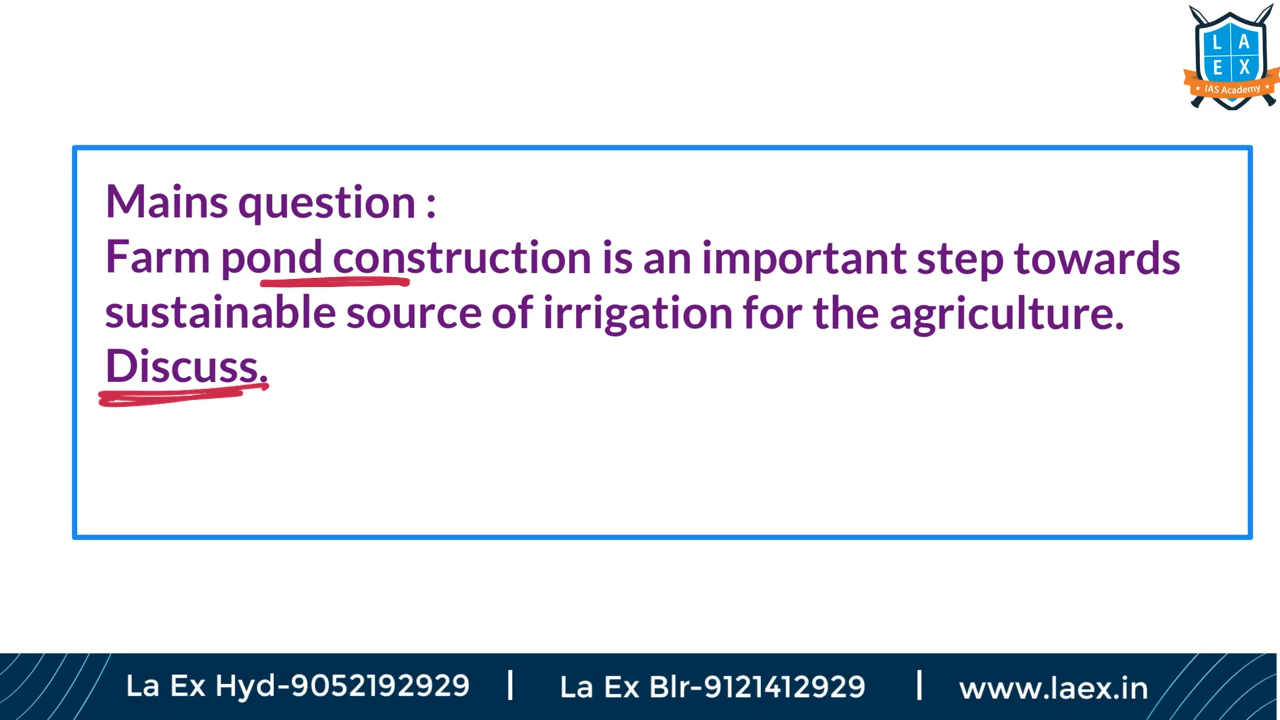 L A
E X
IAS Academy
Mains question :
Farm pond construction is an important step towards
sustainable source of irrigation for the agriculture.
Discuss.
La Ex Hyd-9052192929 | La Ex Blr-9121412929 | www.laex.in